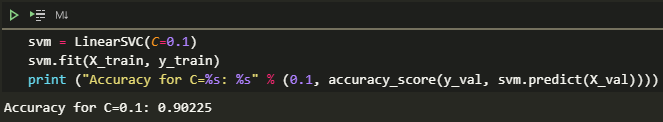 M↓
svm = LinearSVC(C=0.1)
svm.fit(X_train, y_train)
print ("Accuracy for C=%s: %s" % (0.1, accuracy_score(y_val, svm.predict(X_val))))
Accuracy for C=0.1: 0.90225